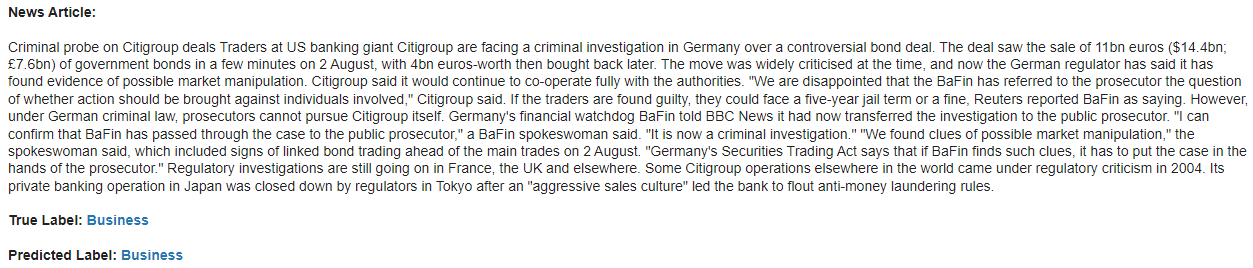 News Article:
Criminal probe on Citigroup deals Traders at US banking giant Citigroup are facing a criminal investigation in Germany over a controversial bond deal. The deal saw the sale of 11bn euros ($14.4bn;
£7.6bn) of government bonds in a few minutes on 2 August, with 4bn euros-worth then bought back later. The move was widely criticised at the time, and now the German regulator has said it has
found evidence of possible market manipulation. Citigroup said it would continue to co-operate fully with the authorities. "We are disappointed that the BaFin has referred to the prosecutor the question
of whether action should be brought against individuals involved," Citigroup said. If the traders are found guilty, they could face a five-year jail term or a fine, Reuters reported BaFin as saying. However,
under German criminal law, prosecutors cannot pursue Citigroup itself. Germany's financial watchdog BaFin told BBC News it had now transferred the investigation to the public prosecutor. "I can
confirm that BaFin has passed through the case to the public prosecutor," a BaFin spokeswoman said. "It is now a criminal investigation." "We found clues of possible market manipulation," the
spokeswoman said, which included signs of linked bond trading ahead of the main trades on 2 August. "Germany's Securities Trading Act says that if BaFin finds such clues, it has to put the case in the
hands of the prosecutor." Regulatory investigations are still going on in France, the UK and elsewhere. Some Citigroup operations elsewhere in the world came under regulatory criticism in 2004. Its
private banking operation in Japan was closed down by regulators in Tokyo after an "aggressive sales culture" led the bank to flout anti-money laundering rules.
True Label: Business
Predicted Label: Business